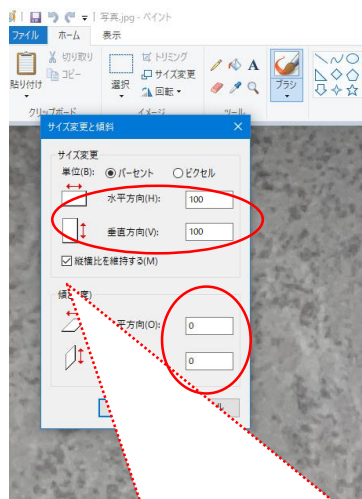 写真.jpg - ペイント
ファイル ホーム 表示
貼り付け
切り取り
コピー
選択
トリミング
サイズ変更
回転
A
ブラシ
クリップボード
イメージ
ツール
サイズ変更と傾斜
サイズ変更
単位(B): パーセント ピクセル
水平方向(H): 100
垂直方向(V): 100
縦横比を維持する(M)
平方向(O): 0
0